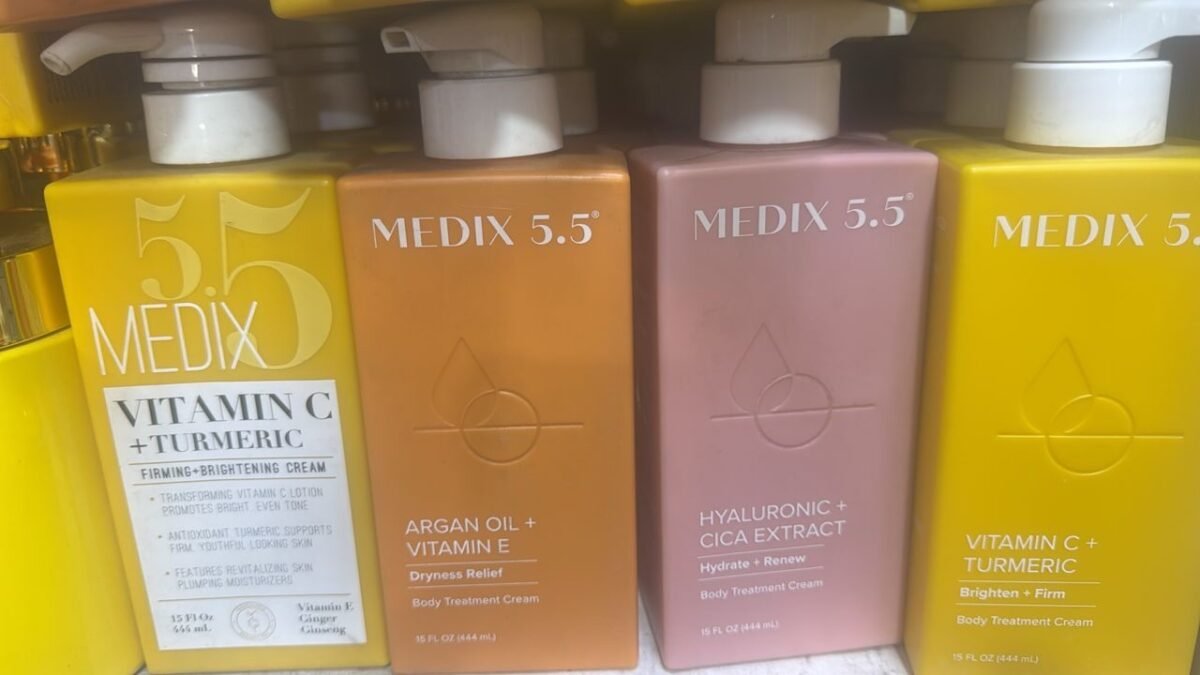 5.5
MEDIX
VITAMIN C
+TURMERIC
FIRMING+BRIGHTENING CREAM
• TRANSFORMING VITAMIN C LOTION
PROMOTES BRIGHT, EVEN TONE
• ANTIOXIDANT TURMERIC SUPPORTS
FIRM, YOUTHFUL LOOKING SKIN
• FEATURES REVITALIZING SKIN
PLUMPING MOISTURIZERS
15 Fl Oz
444 mL
Vitamin E
Ginger
Ginseng
MEDIX 5.5®
ARGAN OIL +
VITAMIN E
Dryness Relief
Body Treatment Cream
15 FL OZ (444 mL)
MEDIX 5.5®
HYALURONIC +
CICA EXTRACT
Hydrate + Renew
Body Treatment Cream
15 FL OZ (444 mL)
MEDIX 5.
VITAMIN C +
TURMERIC
Brighten + Firm
Body Treatment Cream
15 FL OZ (444 mL)